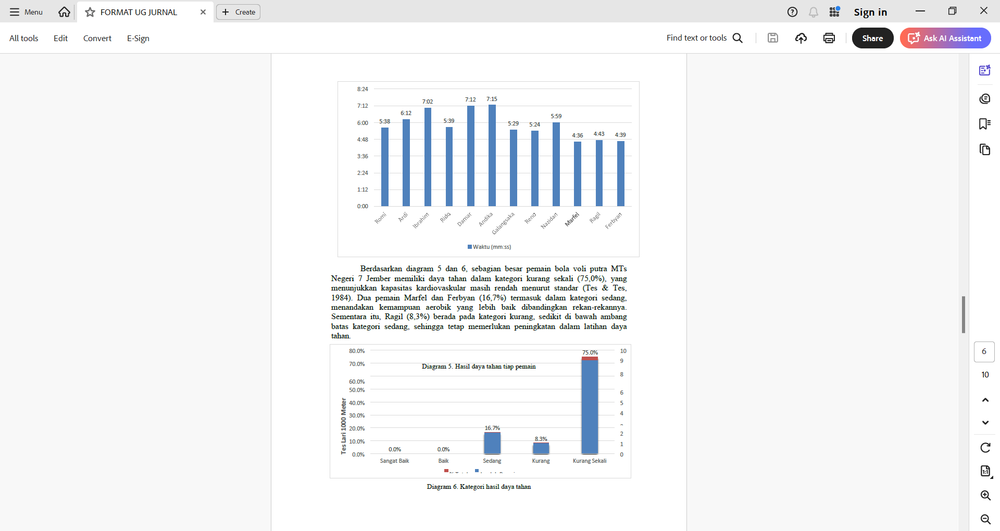 Menu
FORMAT UG JURNAL
Create
Sign in
All tools
Edit
Convert
E-Sign
Find text or tools
Share
Ask AI Assistant
8:24
7:12
6:00
4:48
3:36
2:24
1:12
0:00
5:38
6:12
7:02
5:39
7:12
7:15
5:29
5:24
5:59
4:36
4:43
4:39
Romi
Ardi
Ibrahim
Rido
Damar
Andika
Galangsaka
Reno
Nazidan
Marfel
Ragil
Ferbyan
Waktu (mm:ss)
Berdasarkan diagram 5 dan 6, sebagian besar pemain bola voli putra MTs
Negeri 7 Jember memiliki daya tahan dalam kategori kurang sekali (75,0%), yang
menunjukkan kapasitas kardiovaskular masih rendah menurut standar (Tes & Tes,
1984). Dua pemain Marfel dan Ferbyan (16,7%) termasuk dalam kategori sedang,
menandakan kemampuan aerobik yang lebih baik dibandingkan rekan-rekannya.
Sementara itu, Ragil (8,3%) berada pada kategori kurang, sedikit di bawah ambang
batas kategori sedang, sehingga tetap memerlukan peningkatan dalam latihan daya
tahan.
Tes Lari 1000 Meter
80.0%
70.0%
60.0%
50.0%
40.0%
30.0%
20.0%
10.0%
0.0%
Diagram 5. Hasil daya tahan tiap pemain
0.0%
0.0%
16.7%
8.3%
75.0%
10
9
8
6
5
4
2
1
0
Sangat Baik
Baik
Sedang
Kurang
Kurang Sekali
Diagram 6. Kategori hasil daya tahan
6
10
1:1